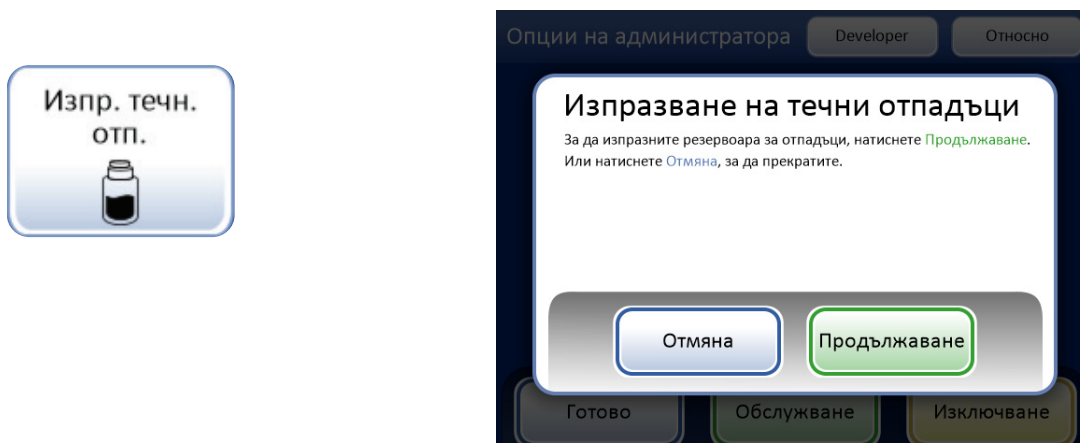 Изпр. течн.
отп.
Опции на администратора
Developer
Относно
Изпразване на течни отпадъци
За да изпразните резервоара за отпадъци, натиснете Продължаване.
Или натиснете Отмяна, за да прекратите.
Отмяна
Продължаване
Готово
Обслужване
Изключване